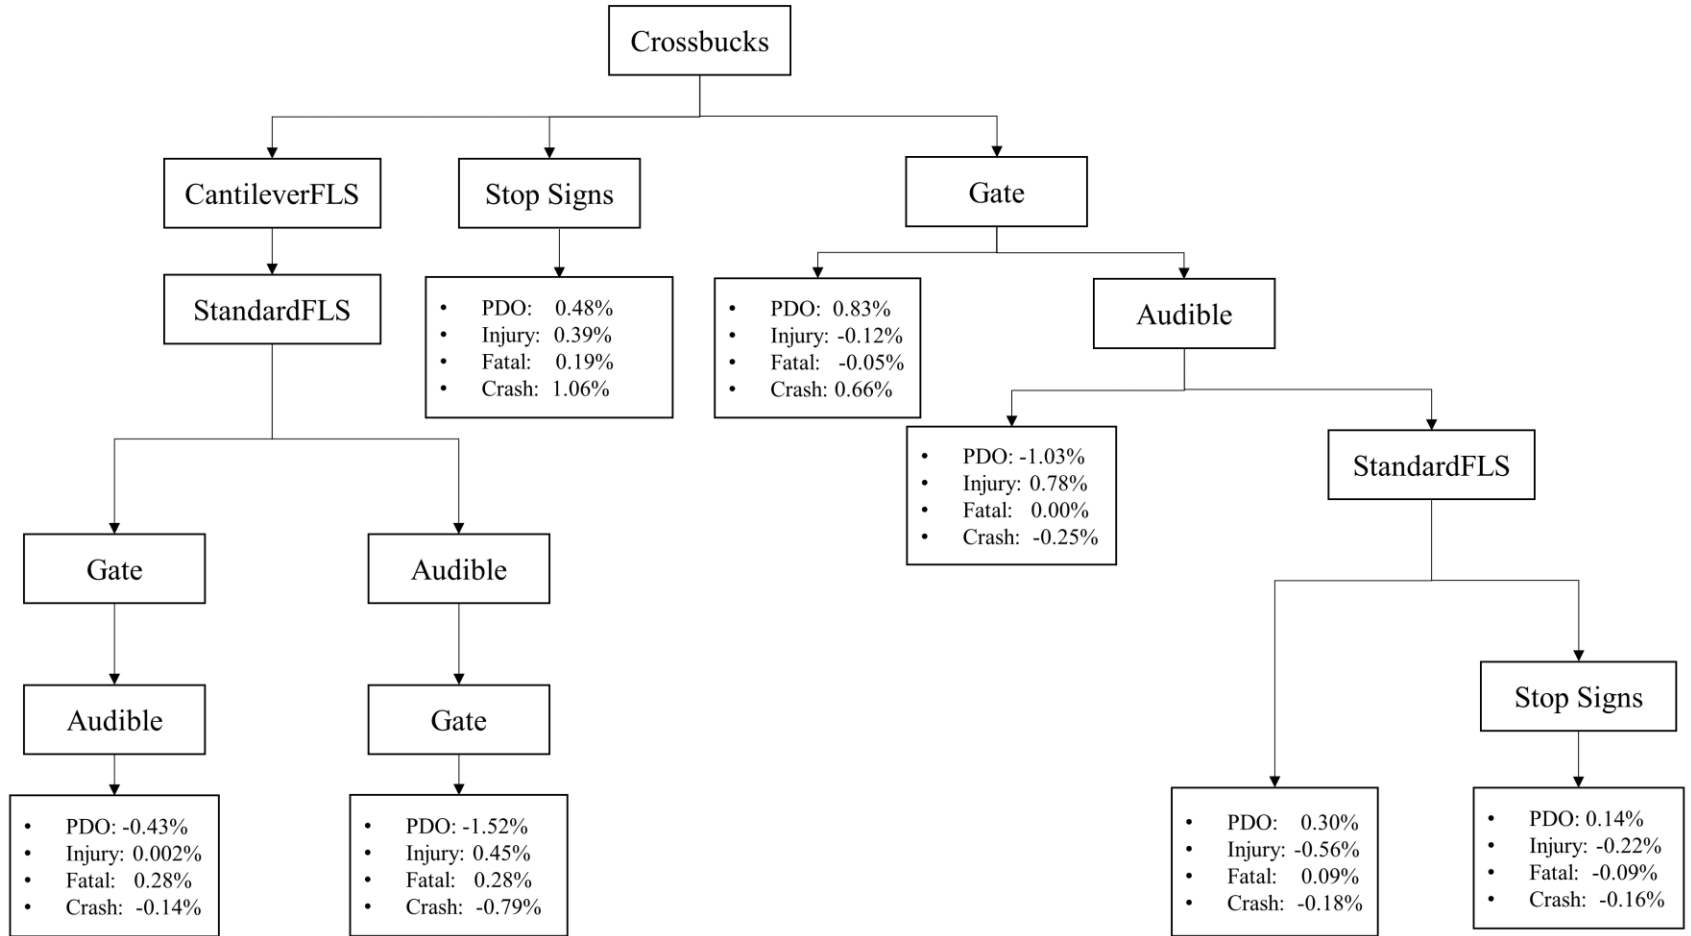 Crossbucks
CantileverFLS
Stop Signs
Gate
StandardFLS
• PDO: 0.48%
• Injury: 0.39%
• Fatal: 0.19%
• Crash: 1.06%
• PDO: 0.83%
• Injury: -0.12%
• Fatal: -0.05%
• Crash: 0.66%
Audible
• PDO: -1.03%
• Injury: 0.78%
• Fatal: 0.00%
• Crash: -0.25%
StandardFLS
Gate
Audible
Audible
Gate
Stop Signs
• PDO: -0.43%
• Injury: 0.002%
• Fatal: 0.28%
• Crash: -0.14%
• PDO: -1.52%
• Injury: 0.45%
• Fatal: 0.28%
• Crash: -0.79%
• PDO: 0.30%
• Injury: -0.56%
• Fatal: 0.09%
• Crash: -0.18%
• PDO: 0.14%
• Injury: -0.22%
• Fatal: -0.09%
• Crash: -0.16%